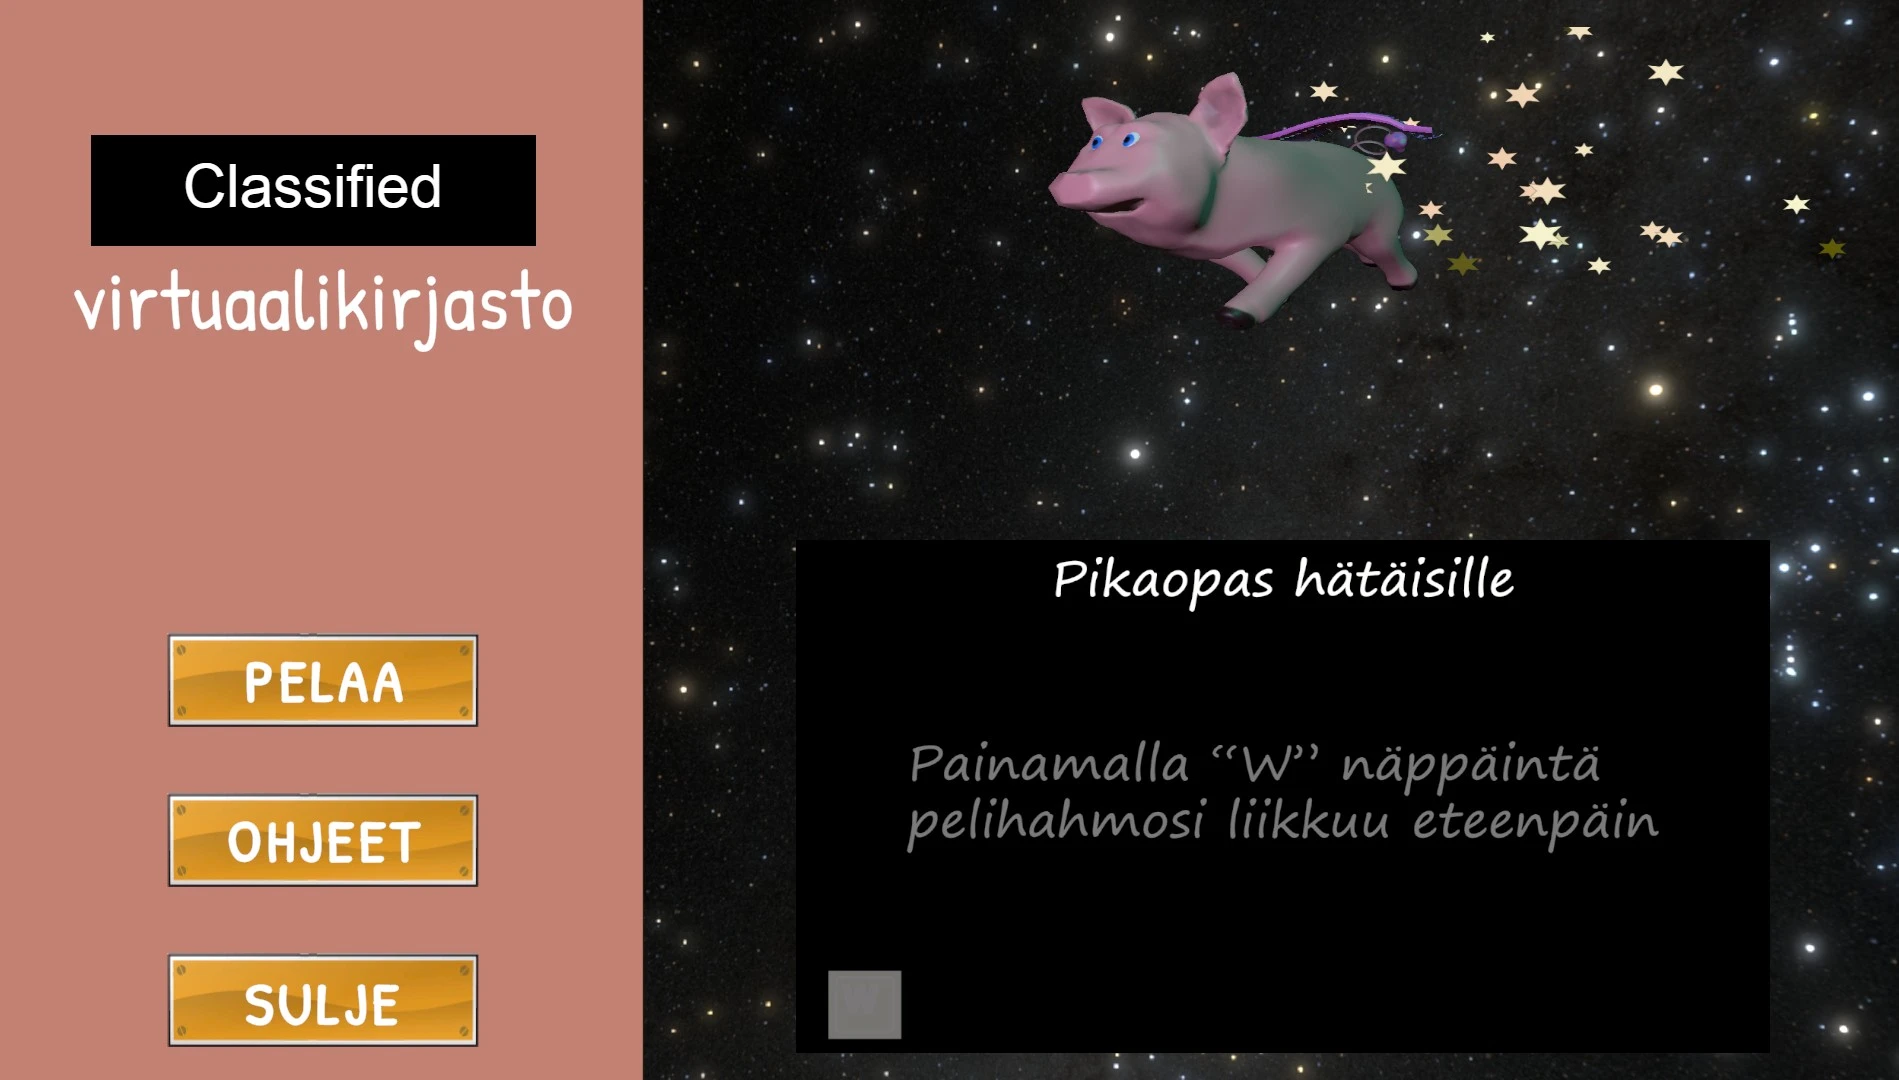 Classified
virtuaalikirjasto
PELAA
OHJEET
SULJE
Pikaopas hätäisille
Painamalla “W” näppäintä
pelihahmosi liikkuu eteenpäin
W